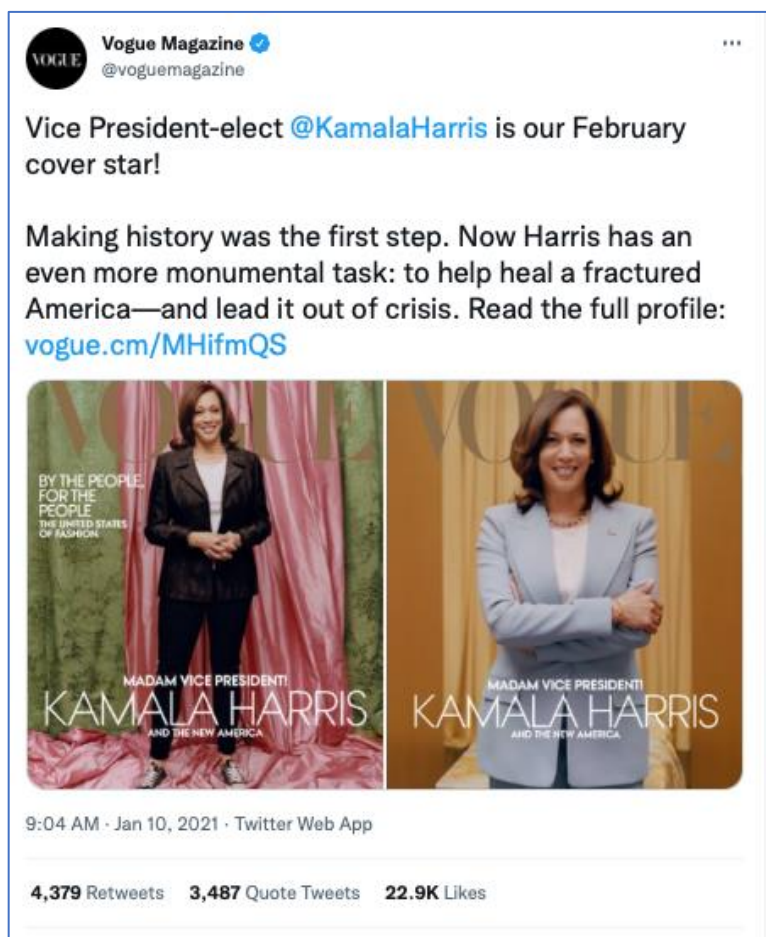 VOGUE
Vogue Magazine
@voguemagazine
Vice President-elect @KamalaHarris is our February
cover star!
Making history was the first step. Now Harris has an
even more monumental task: to help heal a fractured
America—and lead it out of crisis. Read the full profile:
vogue.cm/MHifmQS
VOGUE
BY THE PEOPLE,
FOR THE
PEOPLE
THE UNITED STATES
OF FASHION
MADAM VICE PRESIDENT!
KAMALA HARRIS
AND THE NEW AMERICA
VOGUE
MADAM VICE PRESIDENT!
KAMALA HARRIS
AND THE NEW AMERICA
9:04 AM · Jan 10, 2021 · Twitter Web App
4,379 Retweets 3,487 Quote Tweets 22.9K Likes